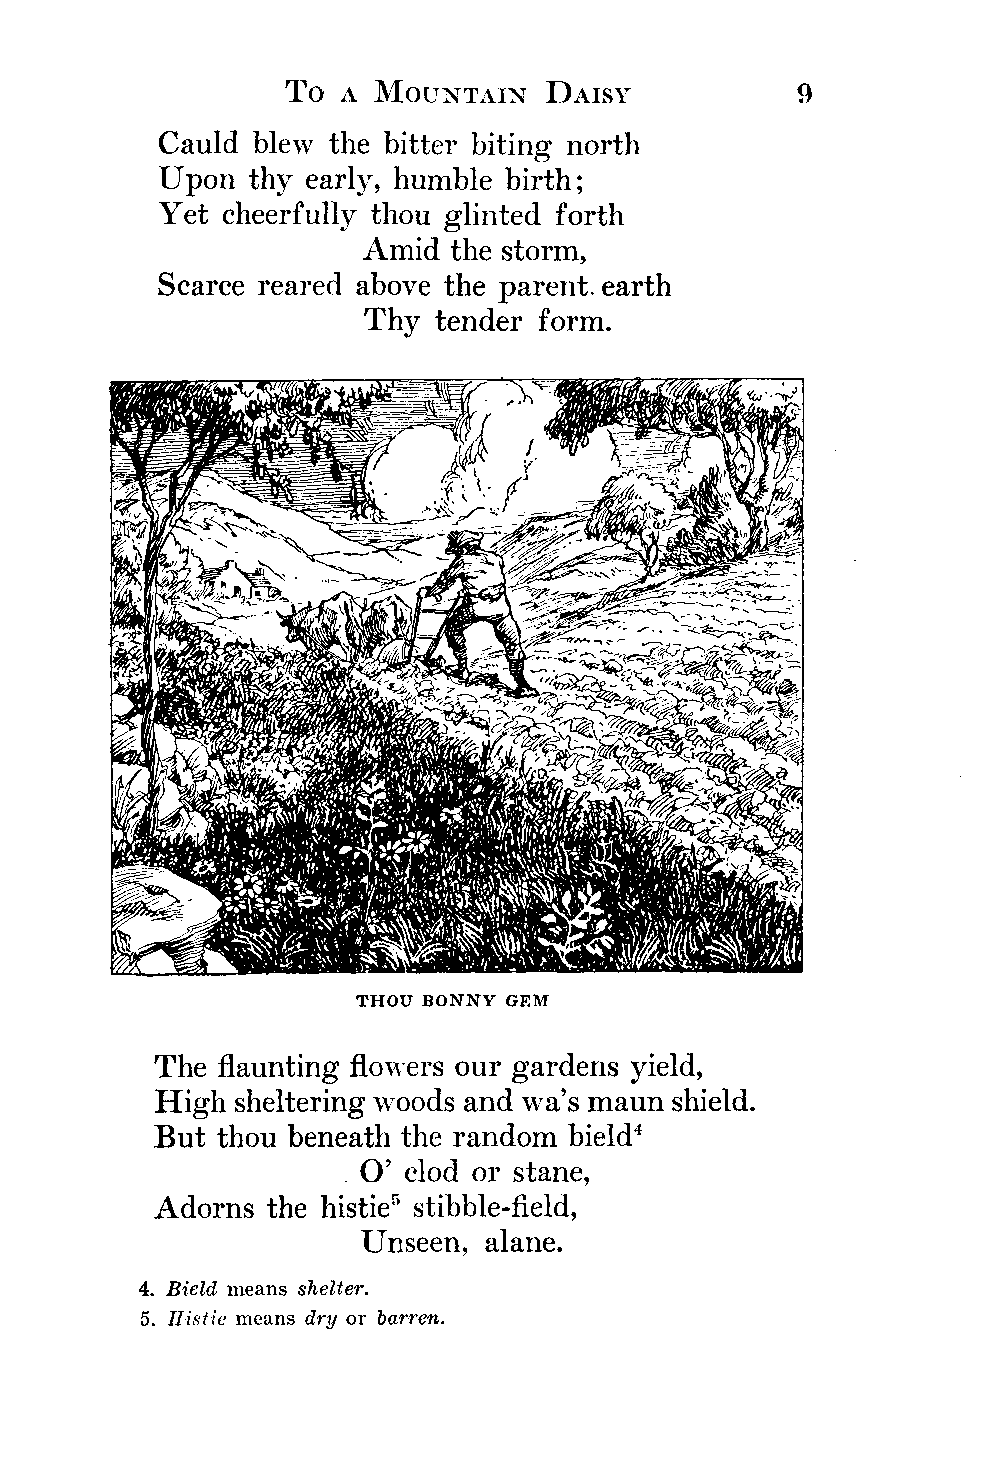 To a Mountain Daisy 9
Cauld blew the bitter biting north
Upon thy early, humble birth;
Yet cheerfully thou glinted forth
Amid the storm,
Scarce reared above the parent. earth
Thy tender form.
THOU BONNY GEM
The flaunting flowers our gardens yield,
High sheltering woods and wa's maun shield.
But thou beneath the random bield⁴
O' clod or stane,
Adorns the histie⁵ stibble-field,
Unseen, alane.
4. Bield means shelter.
5. Histie means dry or barren.